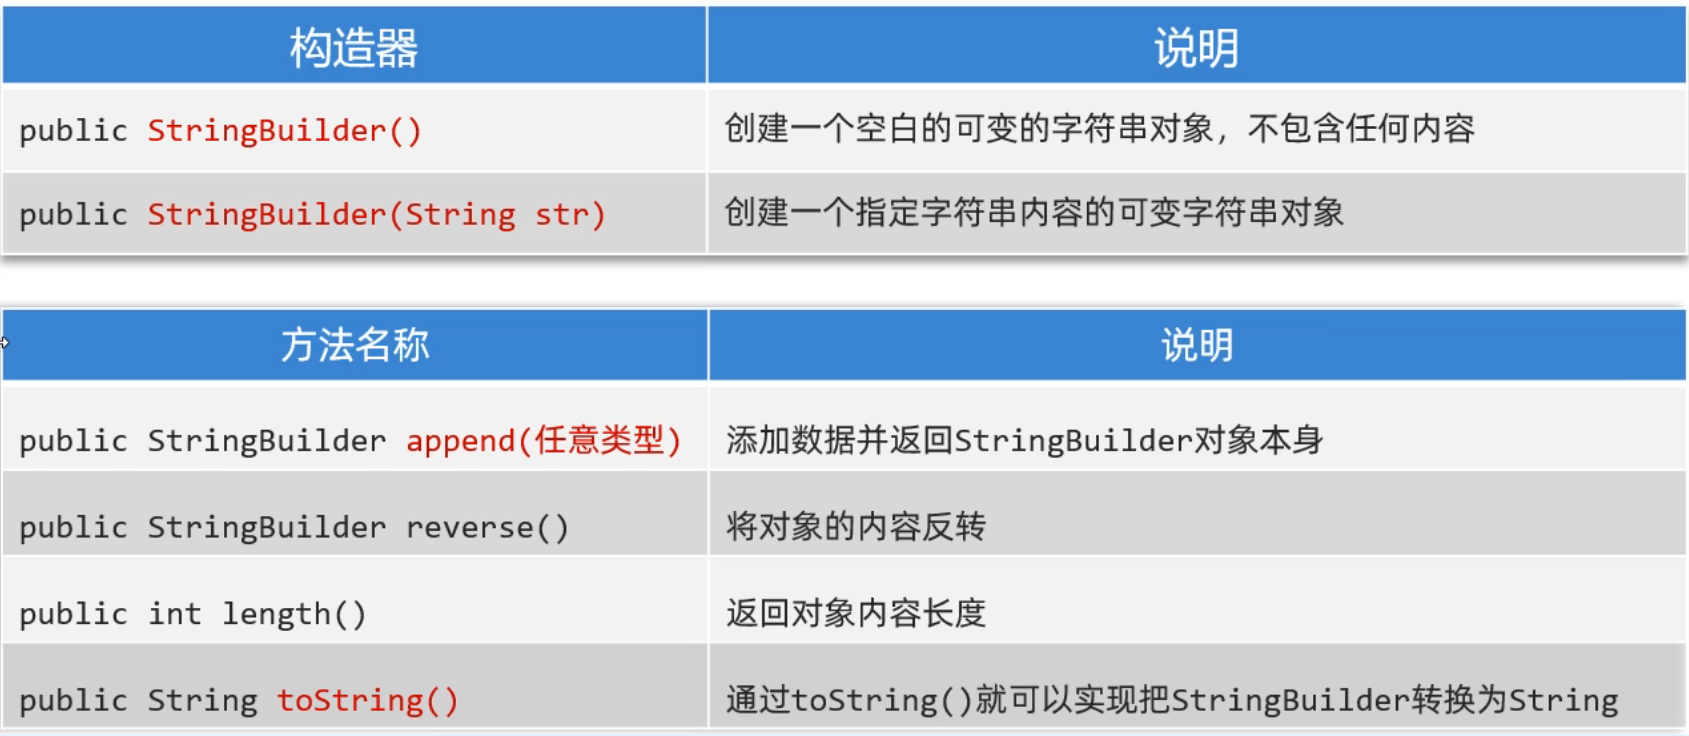 构造器 说明
public StringBuilder() 创建一个空白的可变的字符串对象，不包含任何内容
public StringBuilder(String str) 创建一个指定字符串内容的可变字符串对象
方法名称 说明
public StringBuilder append(任意类型) 添加数据并返回StringBuilder对象本身
public StringBuilder reverse() 将对象的内容反转
public int length() 返回对象内容长度
public String toString() 通过toString()就可以实现把StringBuilder转换为String